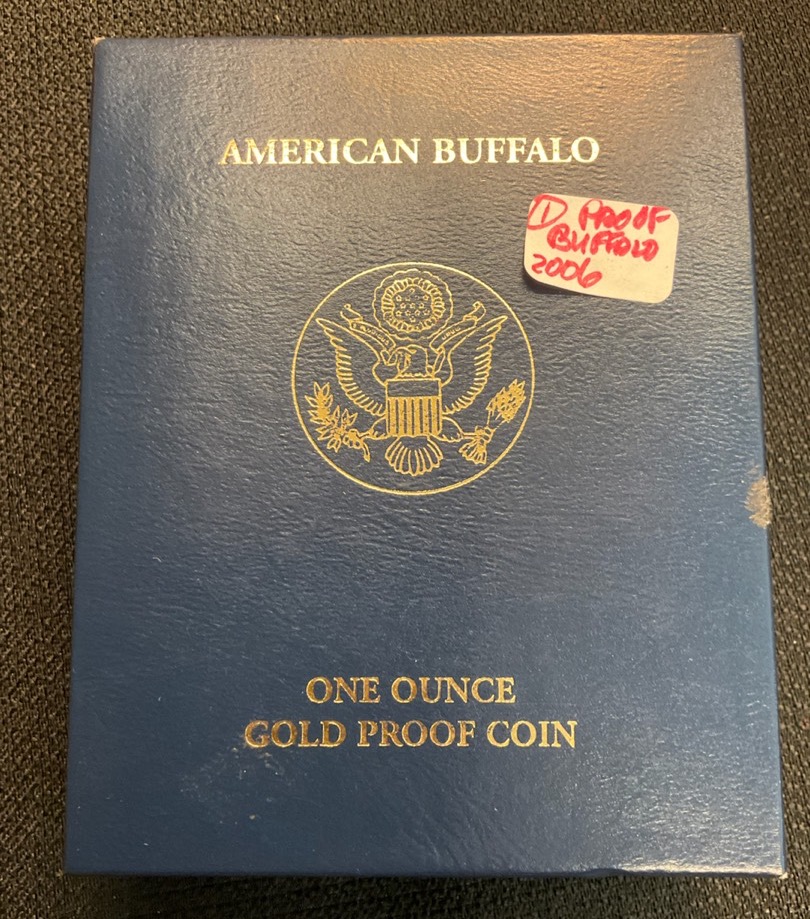 AMERICAN BUFFALO
① PROOF
BUFFALO
2006
ONE OUNCE
GOLD PROOF COIN